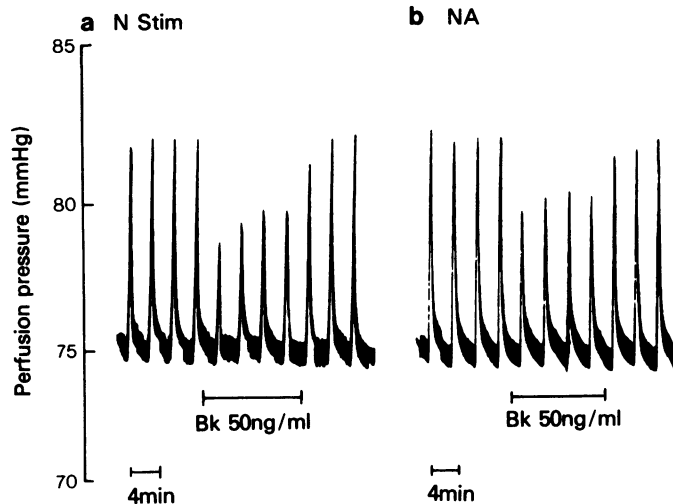 a N Stim
b NA
85
80
75
70
Perfusion pressure (mmHg)
Bk 50ng/ml
Bk 50ng/ml
4min
4min